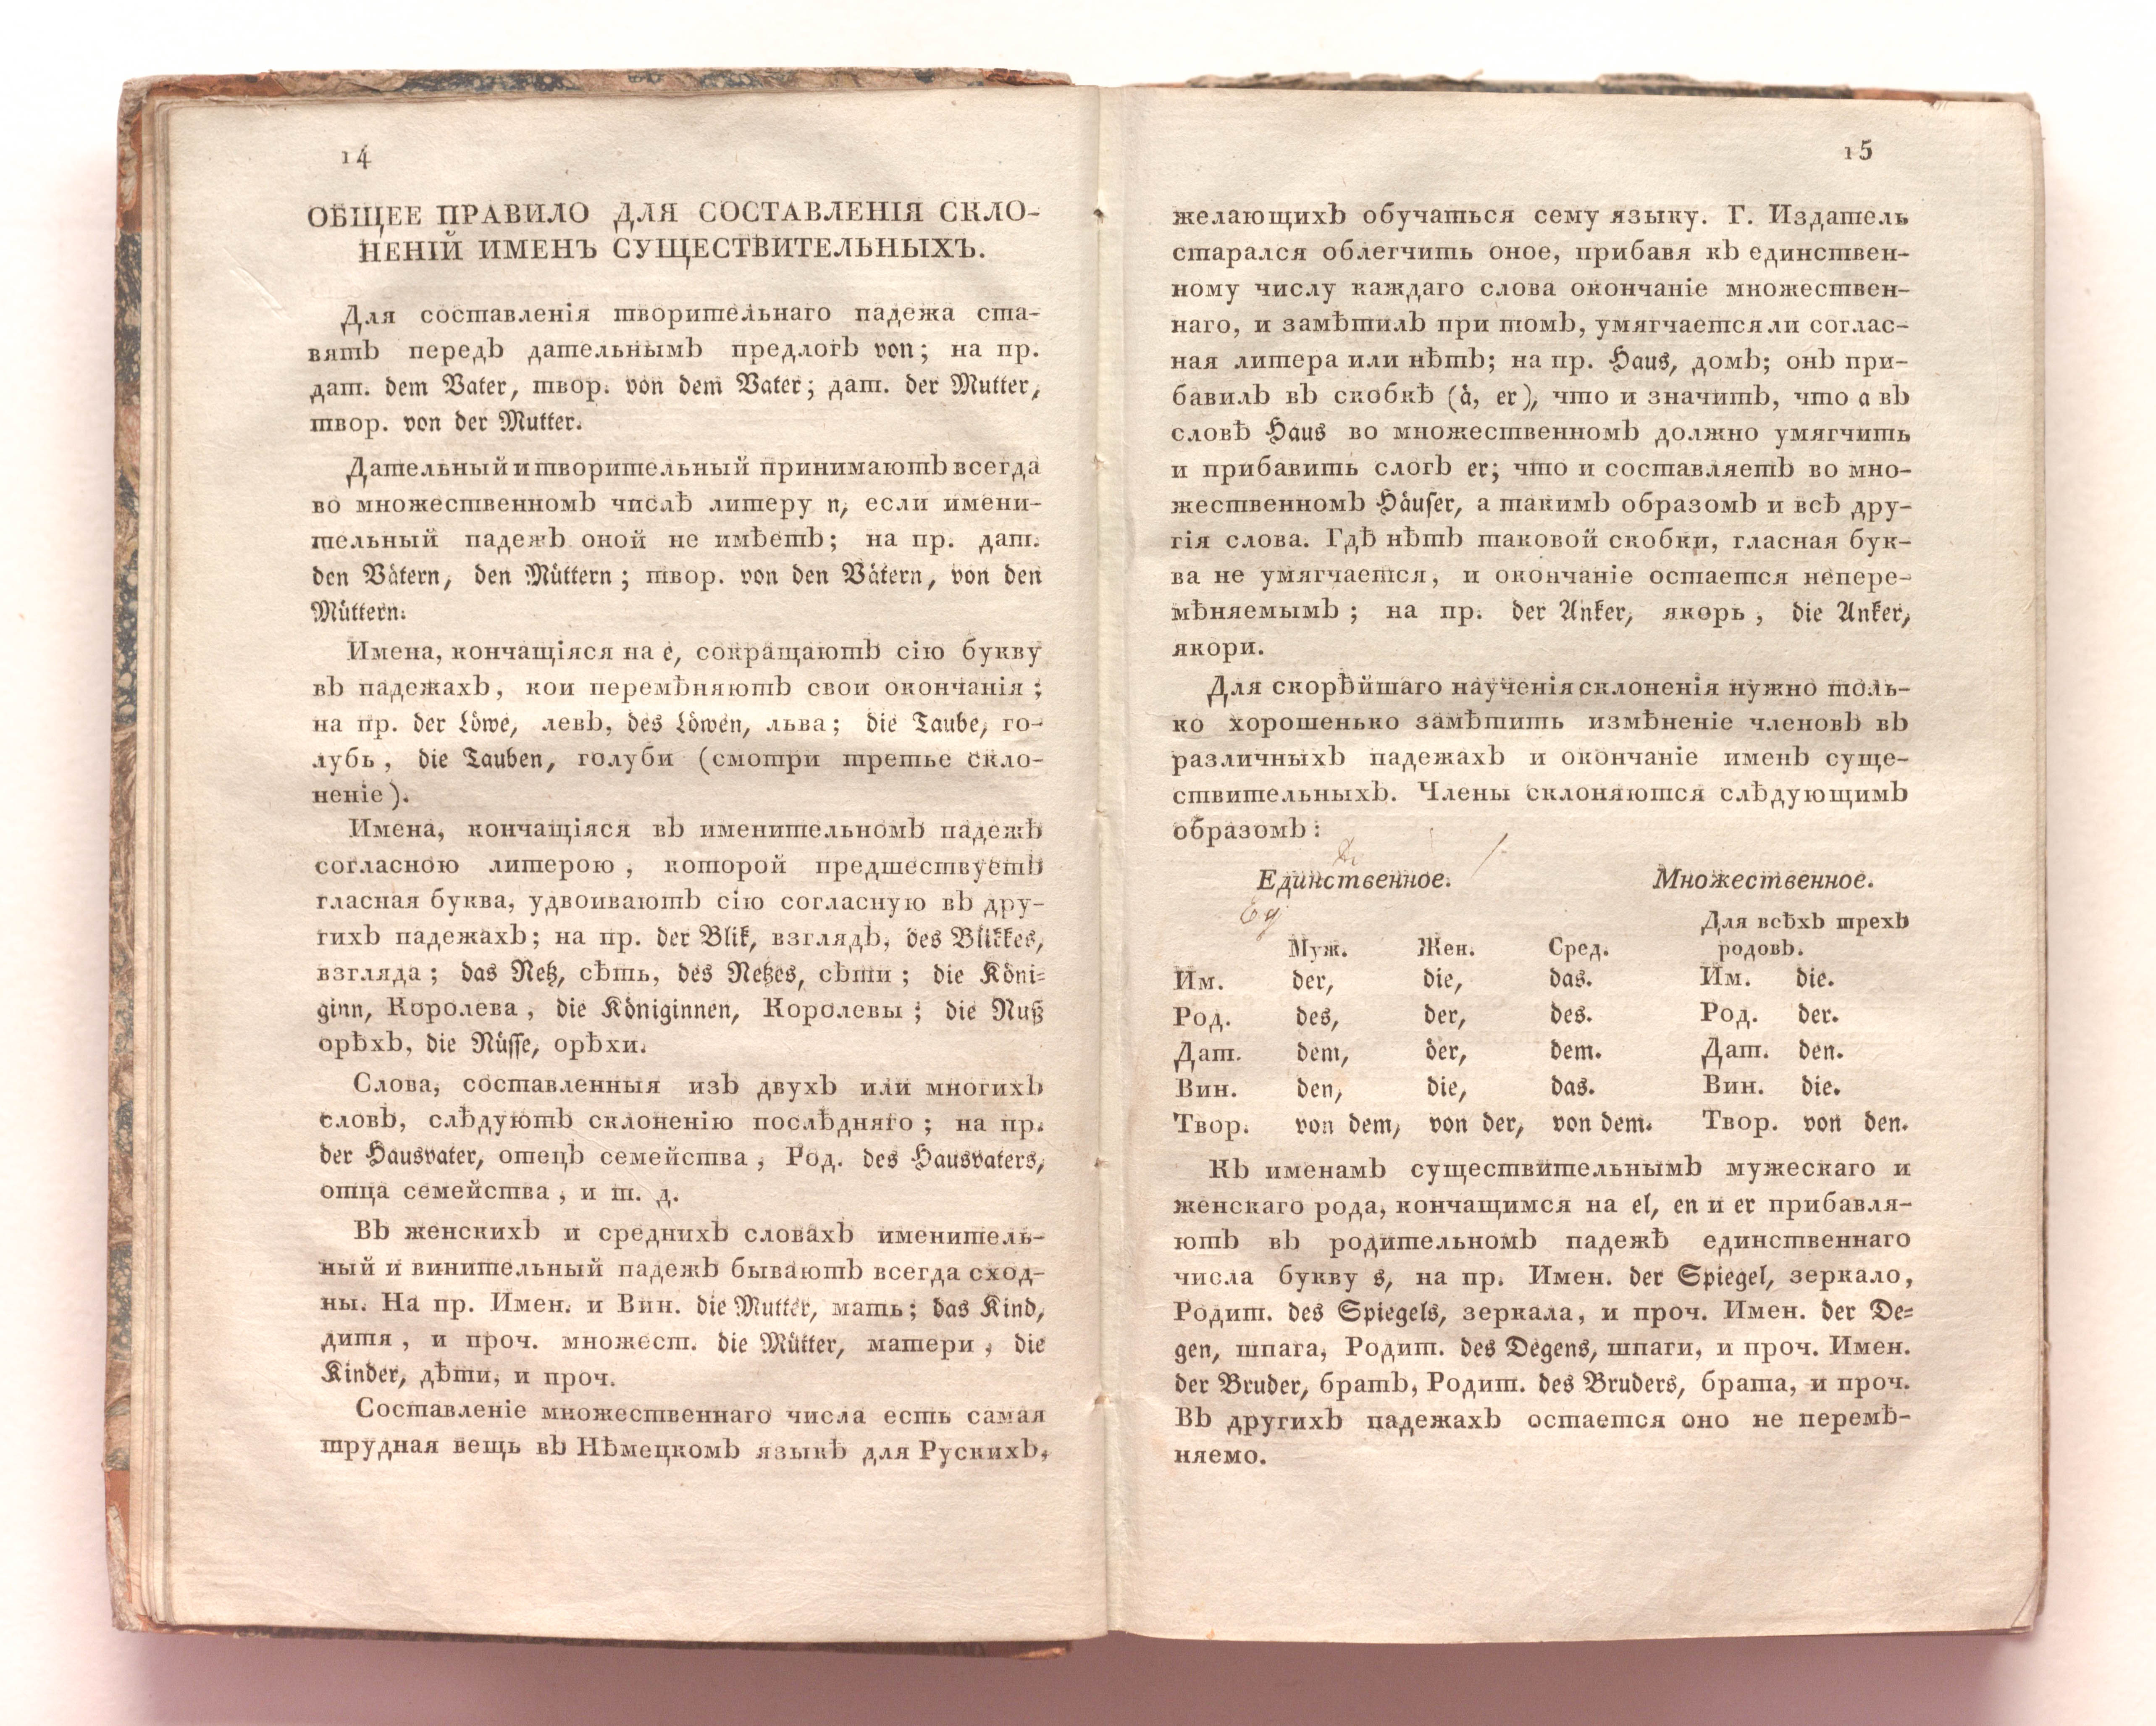 14
ОБЩЕЕ ПРАВИЛО ДЛЯ СОСТАВЛЕНІЯ СКЛО-
НЕНІЙ ИМЕНЪ СУЩЕСТВИТЕЛЬНЫХЪ.
Для составленія творительнаго падежа ста-
вятъ передъ дательнымъ предлогъ von; на пр.
дат. dem Vater, твор. von dem Vater; дат. der Mutter,
твор. von der Mutter.
Дательный и творительный принимаютъ всегда
во множественномъ числѣ литеру n, если имени-
тельный падежъ оной не имѣетъ; на пр. дат.
den Vätern, den Müttern; твор. von den Vätern, von den
Müttern.
Имена, кончащіяся на e, сокращаютъ сію букву
въ падежахъ, кои перемѣняютъ свои окончанія;
на пр. der Löwe, левъ, des Löwen, льва; die Taube, го-
лубь, die Tauben, голуби (смотри третье скло-
неніе).
Имена, кончащіяся въ именительномъ падежѣ
согласною литерою, которой предшествуетъ
гласная буква, удвоиваютъ сію согласную въ дру-
гихъ падежахъ; на пр. der Blik, взглядъ, des Blikkes,
взгляда; das Netz, сѣть, des Netzes, сѣти; die Köni-
ginn, Королева, die Königinnen, Королевы; die Nuß
орѣхъ, die Nüsse, орѣхи.
Слова, составленныя изъ двухъ или многихъ
словъ, слѣдуютъ склоненію послѣдняго; на пр.
der Hausvater, отецъ семейства, Род. des Hausvaters,
отца семейства, и т. д.
Въ женскихъ и среднихъ словахъ именитель-
ный и винительный падежъ бываютъ всегда сход-
ны. На пр. Имен. и Вин. die Mutter, мать; das Kind,
дитя, и проч. множест. die Mütter, матери, die
Kinder, дѣти, и проч.
Составленіе множественнаго числа есть самая
трудная вещь въ Нѣмецкомъ языкѣ для Рускихъ,
15
желающихъ обучаться сему языку. Г. Издатель
старался облегчить оное, прибавя къ единствен-
ному числу каждаго слова окончаніе множествен-
наго, и замѣтилъ при томъ, умягчается ли соглас-
ная литера или нѣтъ; на пр. Haus, домъ; онъ при-
бавилъ въ скобкѣ (ä, er), что и значитъ, что a въ
словѣ Haus во множественномъ должно умягчить
и прибавить слогъ er; что и составляетъ во мно-
жественномъ Häuser, а такимъ образомъ и всѣ дру-
гія слова. Гдѣ нѣтъ таковой скобки, гласная бук-
ва не умягчается, и окончаніе остается непере-
мѣняемымъ; на пр. der Anker, якорь, die Anker,
якори.
Для скорѣйшаго наученія склоненія нужно толь-
ко хорошенько замѣтить измѣненіе членовъ въ
различныхъ падежахъ и окончаніе именъ суще-
ствительныхъ. Члены склоняются слѣдующимъ
образомъ:
Единственное. Множественное.
Для всѣхъ трехъ
Муж. Жен. Сред. родовъ.
Им. der, die, das. Им. die.
Род. des, der, des. Род. der.
Дат. dem, der, dem. Дат. den.
Вин. den, die, das. Вин. die.
Твор. von dem, von der, von dem. Твор. von den.
Къ именамъ существительнымъ мужескаго и
женскаго рода, кончащимся на el, en и er прибавля-
ютъ въ родительномъ падежѣ единственнаго
числа букву s, на пр. Имен. der Spiegel, зеркало,
Родит. des Spiegels, зеркала, и проч. Имен. der De-
gen, шпага, Родит. des Degens, шпаги, и проч. Имен.
der Bruder, братъ, Родит. des Bruders, брата, и проч.
Въ другихъ падежахъ остается оно не перемѣ-
няемо.